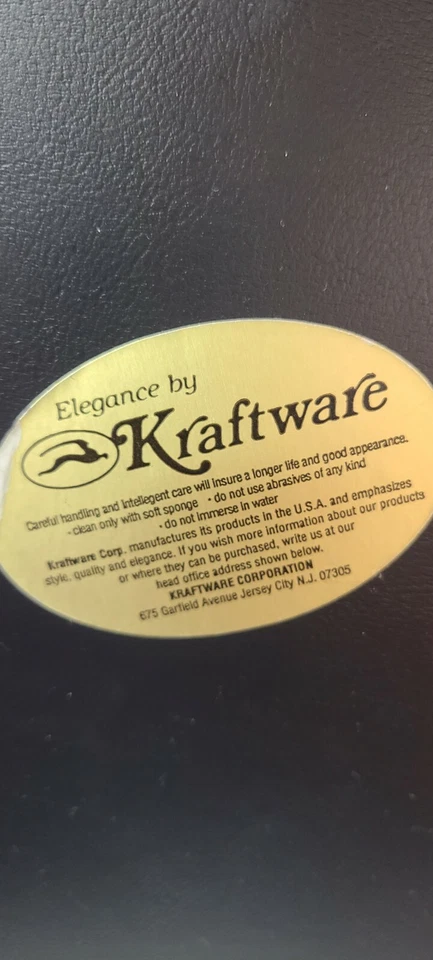 Elegance by
Kraftware
Careful handling and intellegent care will insure a longer life and good appearance.
• clean only with soft sponge • do not use abrasives of any kind
• do not immerse in water
Kraftware Corp. manufactures its products in the U.S.A. and emphasizes
style, quality and elegance. If you wish more information about our products
or where they can be purchased, write us at our
head office address shown below.
KRAFTWARE CORPORATION
675 Garfield Avenue Jersey City N.J. 07305